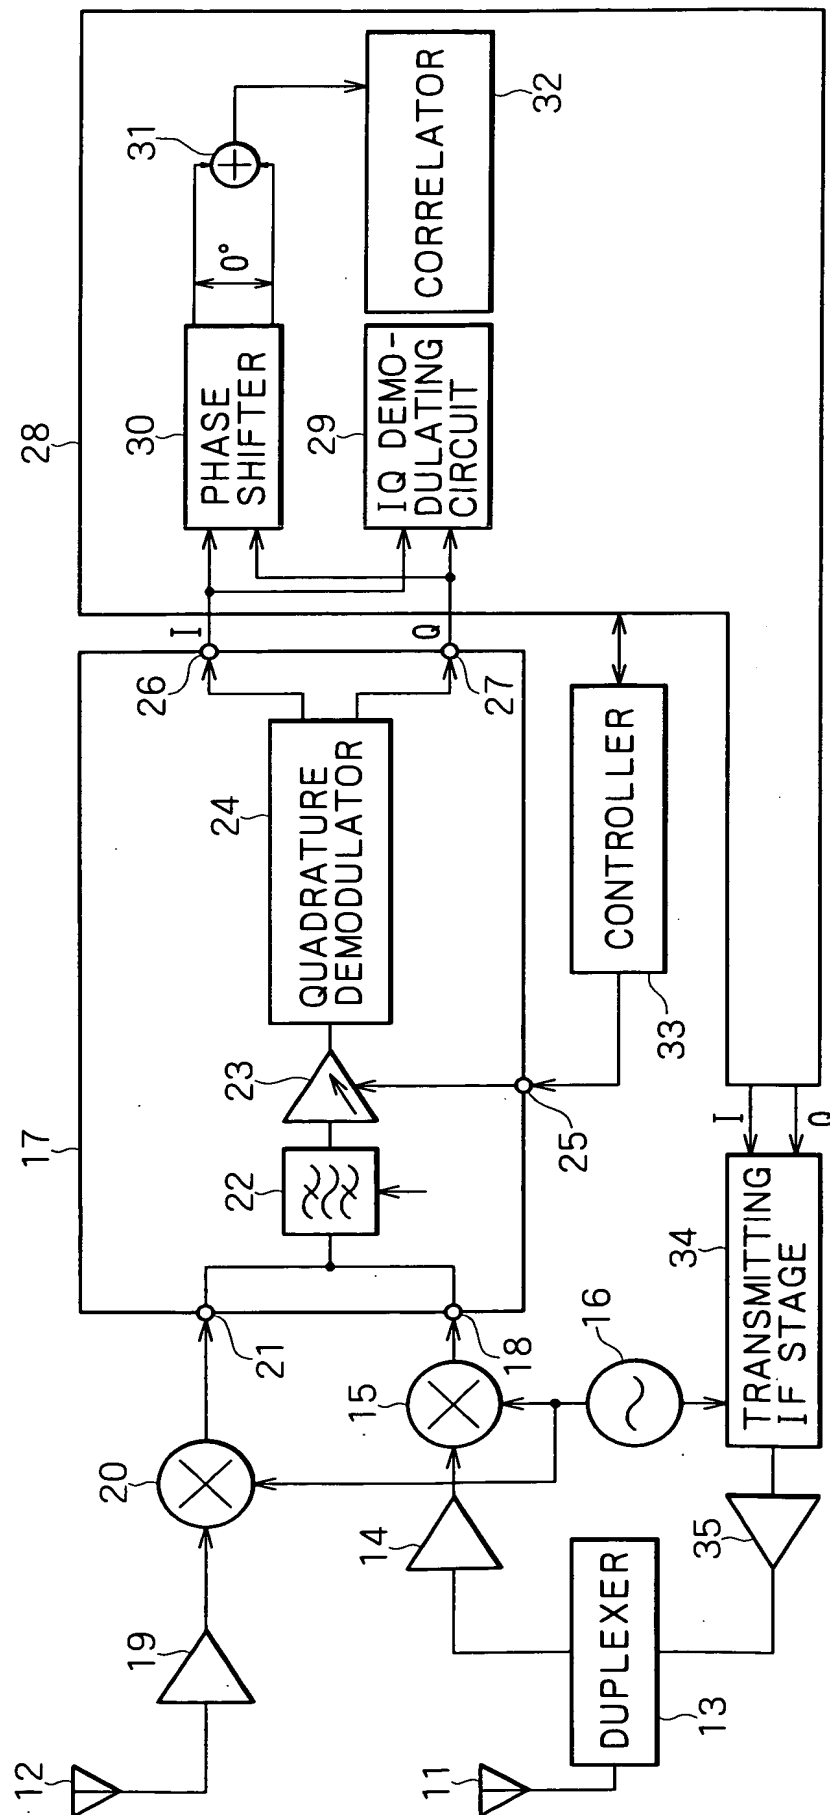 28
31
0°
PHASE
SHIFTER
30
CORRELATOR
32
IQ DEMO-
DULATING
CIRCUIT
29
I
Q
26
27
17
24
QUADRATURE
DEMODULATOR
23
22
25
CONTROLLER
33
21
18
20
15
16
I
Q
34
TRANSMITTING
IF STAGE
19
14
35
12
11
DUPLEXER
13